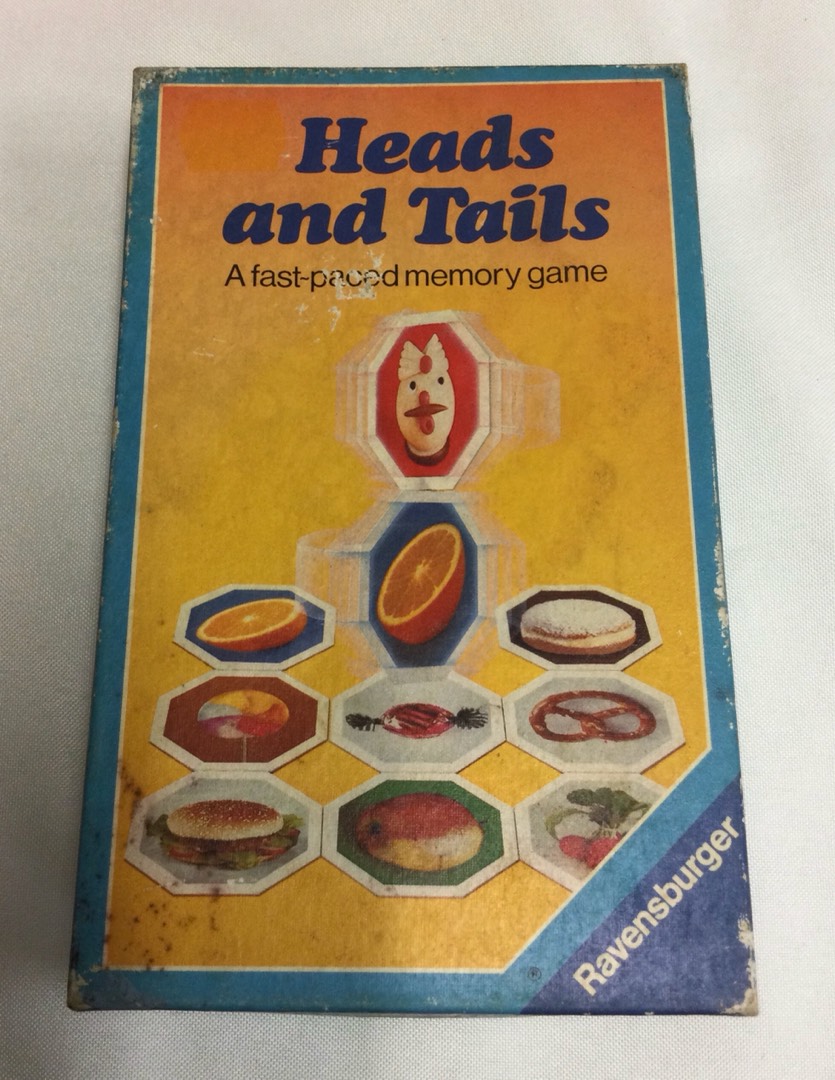 Heads
and Tails
A fast-paced memory game
Ravensburger
®